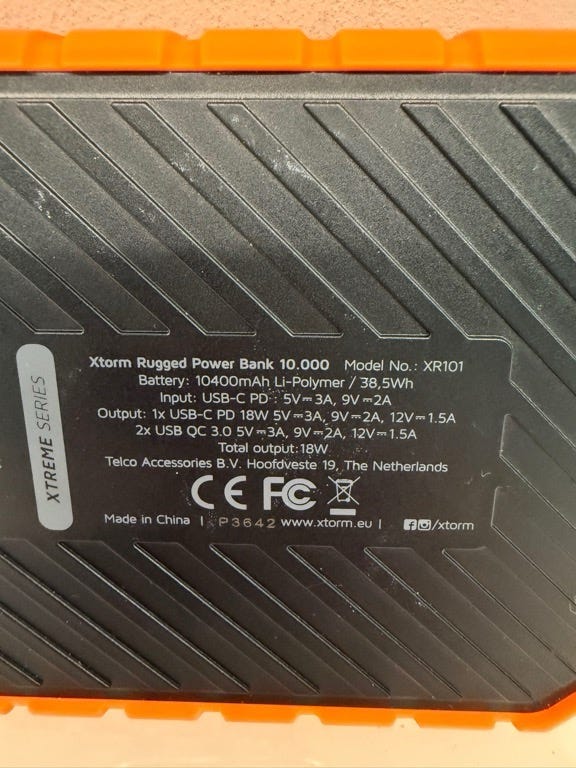 Xtorm Rugged Power Bank 10.000 Model No.: XR101
Battery: 10400mAh Li-Polymer / 38,5Wh
Input: USB-C PD : 5V⎓3A, 9V⎓2A
Output: 1x USB-C PD 18W 5V⎓3A, 9V⎓2A, 12V⎓1.5A
2x USB QC 3.0 5V⎓3A, 9V⎓2A, 12V⎓1.5A
Total output:18W
Telco Accessories B.V. Hoofdveste 19, The Netherlands
CE FC
Made in China | P3642 www.xtorm.eu | /xtorm
XTREME SERIES